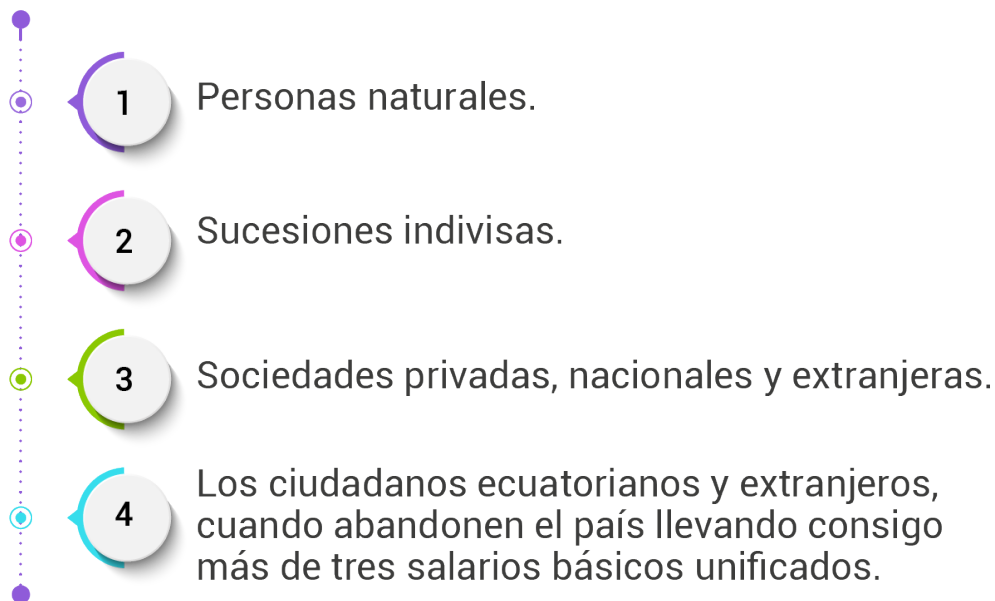 1
Personas naturales.
2
Sucesiones indivisas.
3
Sociedades privadas, nacionales y extranjeras.
4
Los ciudadanos ecuatorianos y extranjeros,
cuando abandonen el país llevando consigo
más de tres salarios básicos unificados.